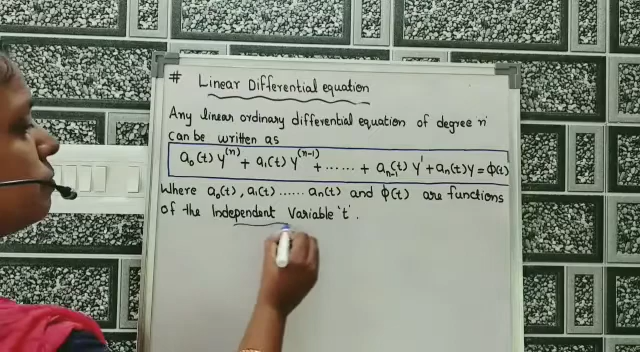 # Linear Differential equation
Any linear ordinary differential equation of degree 'n'
can be written as
a₀(t) y⁽ⁿ⁾ + a₁(t) y⁽ⁿ⁻¹⁾ + ...... + aₙ₋₁(t) y' + aₙ(t) y = ϕ(t)
Where a₀(t), a₁(t) ...... aₙ(t) and ϕ(t) are functions
of the Independent Variable 't'.